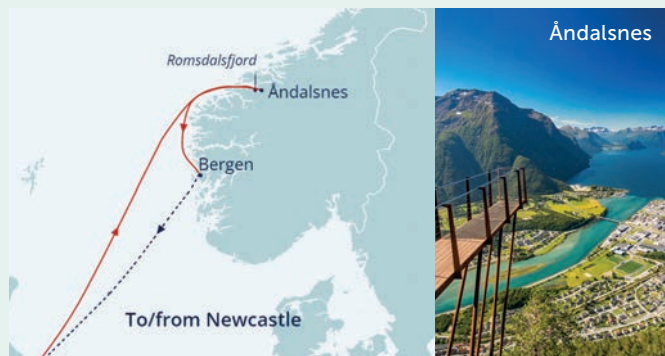 Romsdalsfjord
Åndalsnes
Bergen
To/from Newcastle
Åndalsnes